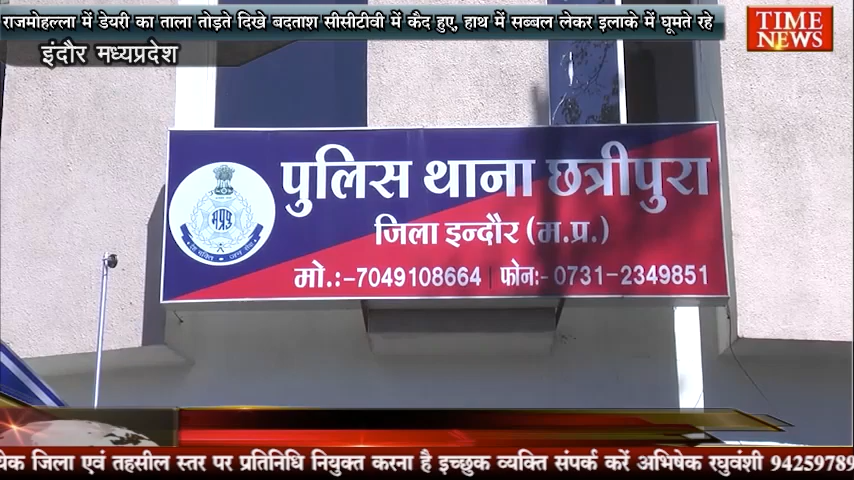 राजमोहल्ला में डेयरी का ताला तोड़ते दिखे बदताश सीसीटीवी में कैद हुए, हाथ में सब्बल लेकर इलाके में घूमते रहे
TIME
NEWS
इंदौर मध्यप्रदेश
पुलिस थाना छत्रीपुरा
म.प्र.पु
जिला इन्दौर (म.प्र.)
मो.:-7049108664 | फोनः- 0731-2349851
जिला एवं तहसील स्तर पर प्रतिनिधि नियुक्त करना है इच्छुक व्यक्ति संपर्क करें अभिषेक रघुवंशी 94259789